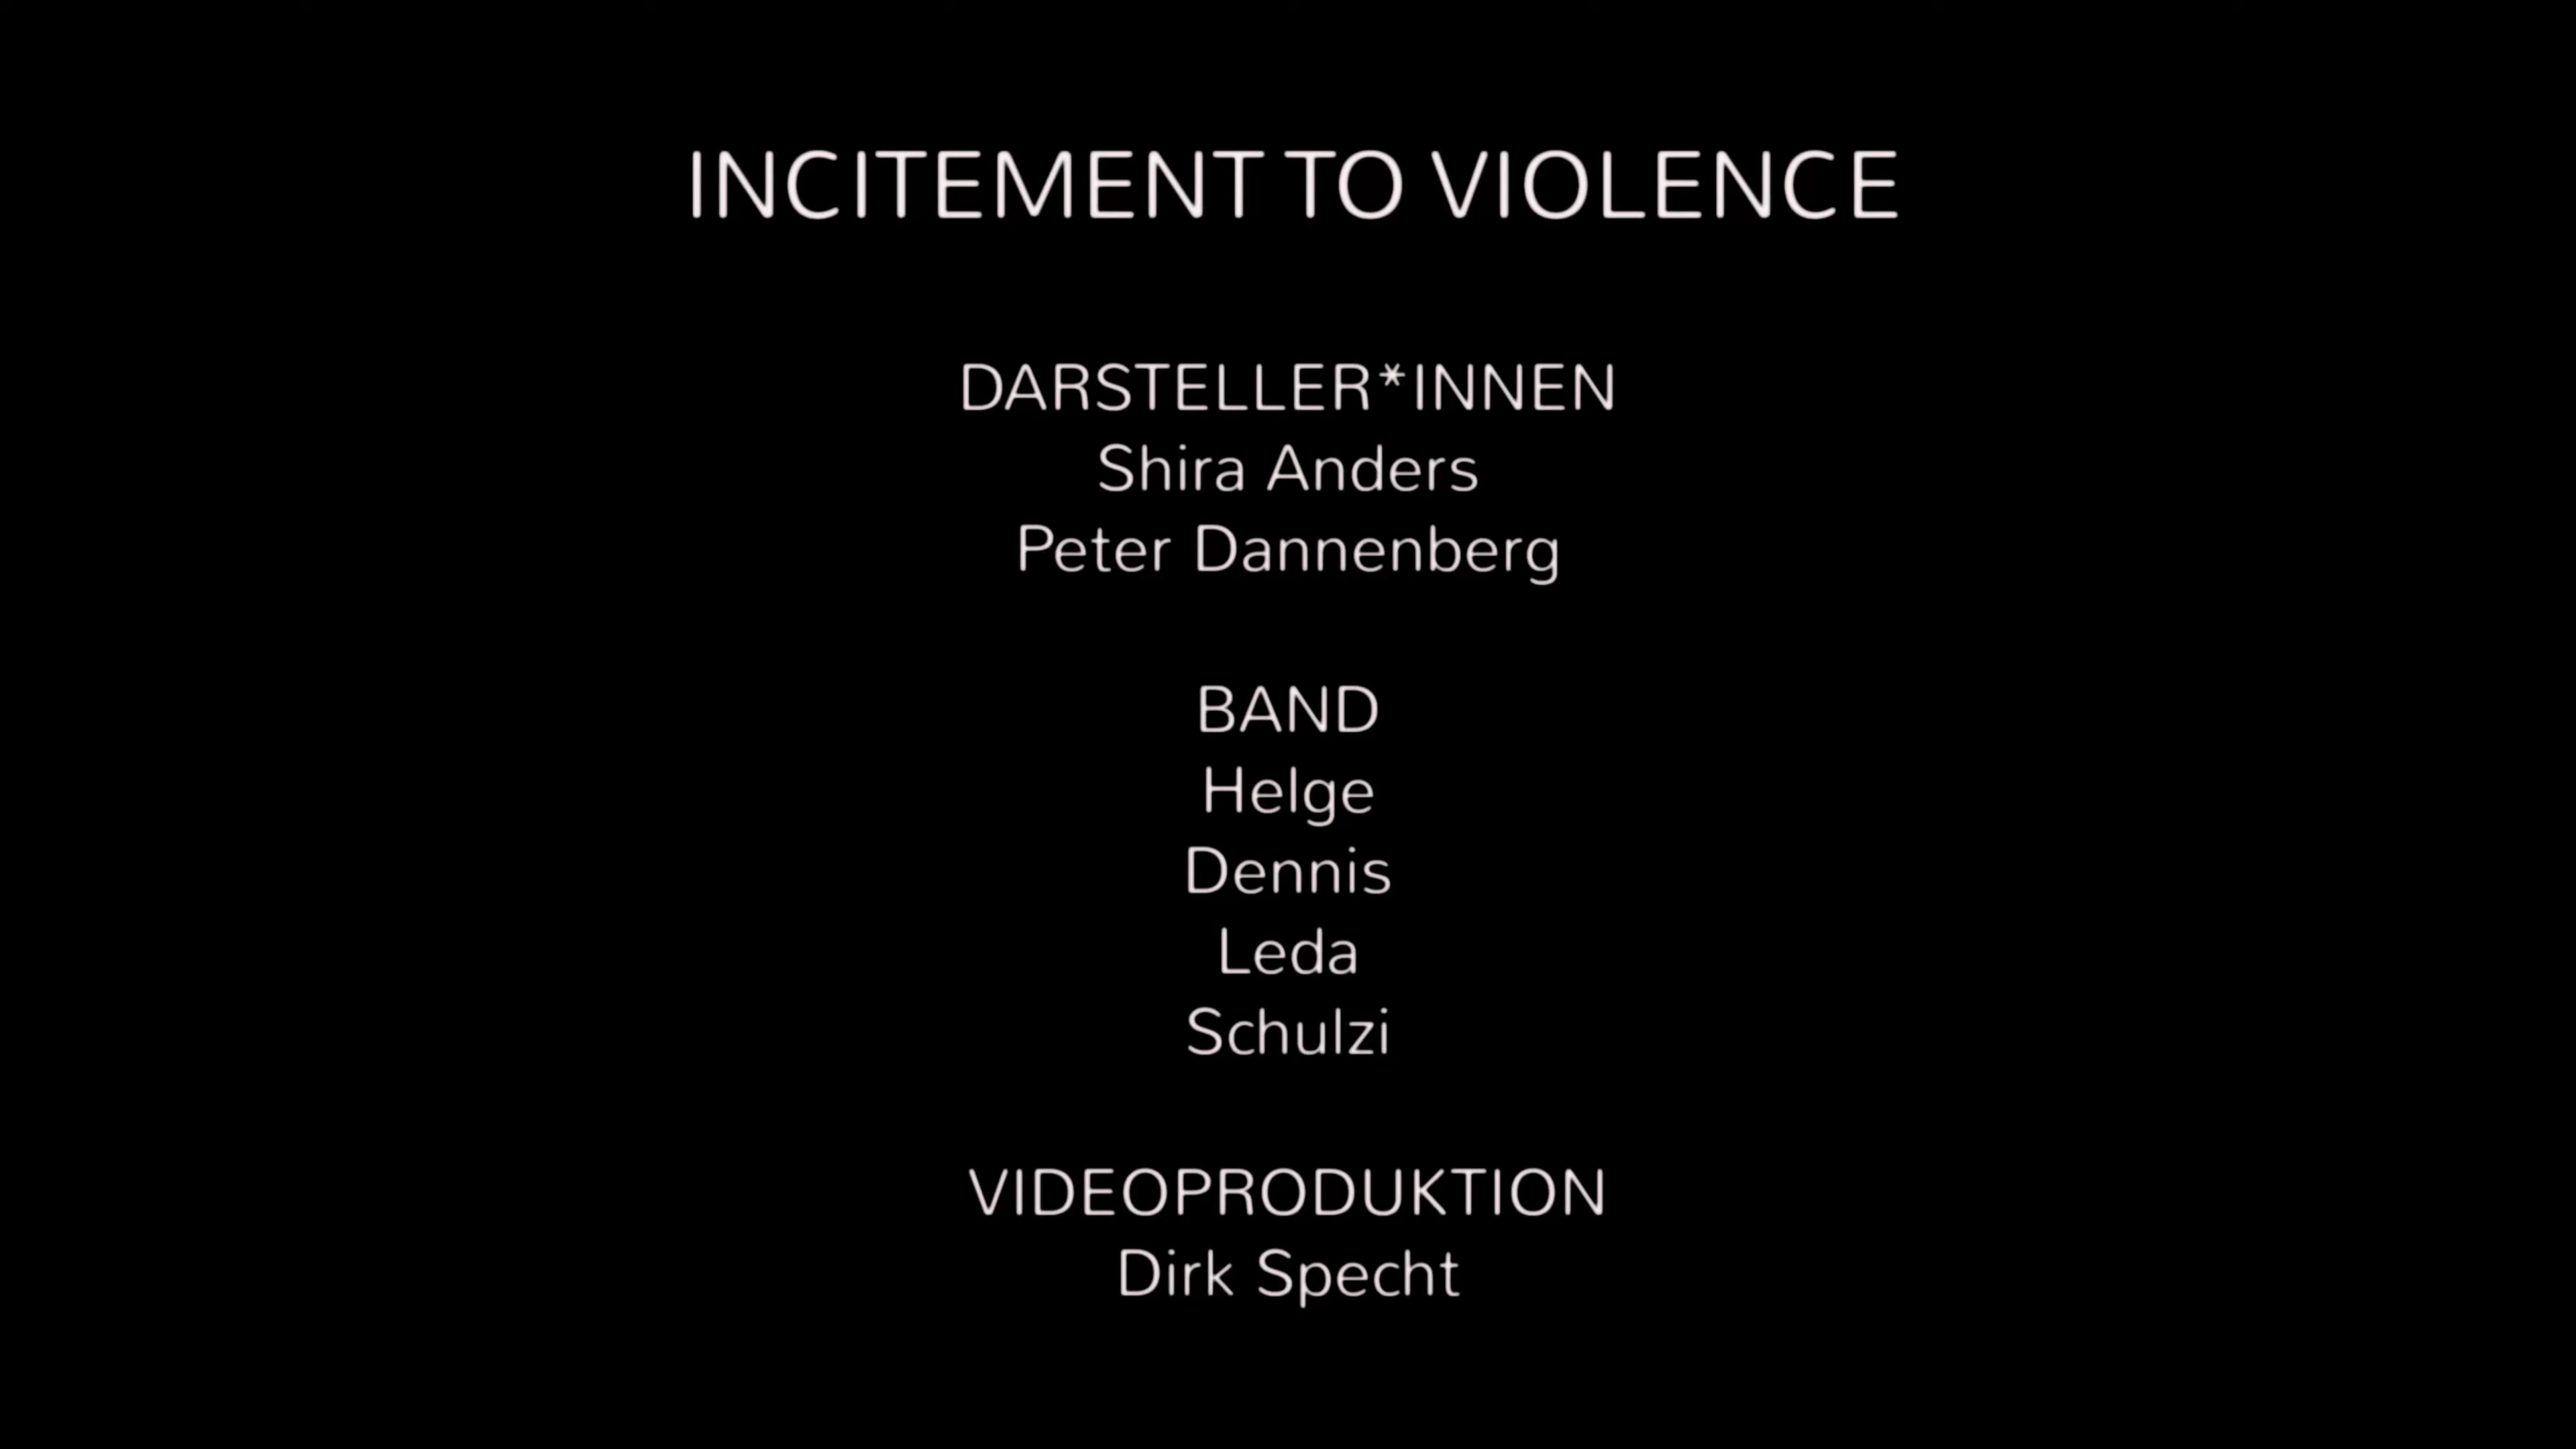 INCITEMENT TO VIOLENCE
DARSTELLER*INNEN
Shira Anders
Peter Dannenberg
BAND
Helge
Dennis
Leda
Schulzi
VIDEOPRODUKTION
Dirk Specht